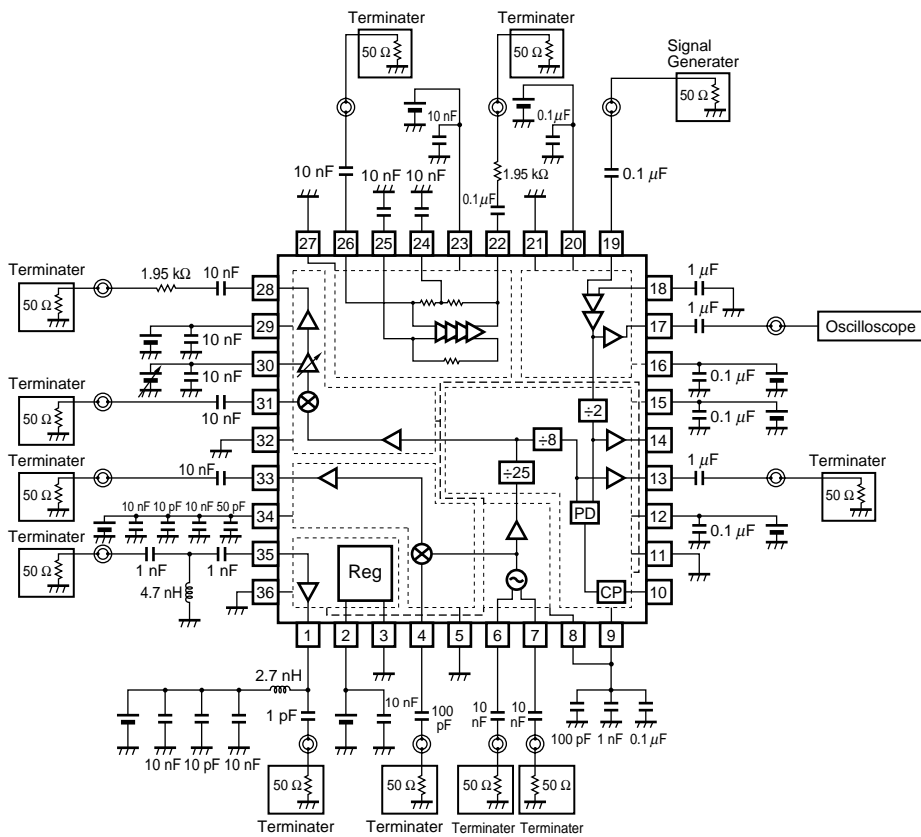 Terminater
50 Ω
Terminater
50 Ω
Signal
Generater
50 Ω
10 nF
0.1 μF
10 nF
10 nF
10 nF
0.1 μF
1.95 kΩ
0.1 μF
27
26
25
24
23
22
21
20
19
Terminater
50 Ω
1.95 kΩ
10 nF
28
18
1 μF
17
1 μF
Oscilloscope
29
10 nF
30
10 nF
16
0.1 μF
Terminater
50 Ω
10 nF
31
15
0.1 μF
÷2
32
14
÷8
÷25
Terminater
50 Ω
10 nF
33
13
1 μF
Terminater
50 Ω
PD
10 nF
10 pF
10 nF
50 pF
34
12
0.1 μF
Terminater
50 Ω
1 nF
1 nF
35
11
4.7 nH
Reg
36
CP
10
1
2
3
4
5
6
7
8
9
2.7 nH
1 pF
10 nF
100
pF
10
nF
10
nF
10 nF
10 pF
10 nF
100 pF
1 nF
0.1 μF
50 Ω
50 Ω
50 Ω
50 Ω
Terminater
Terminater
Terminater
Terminater